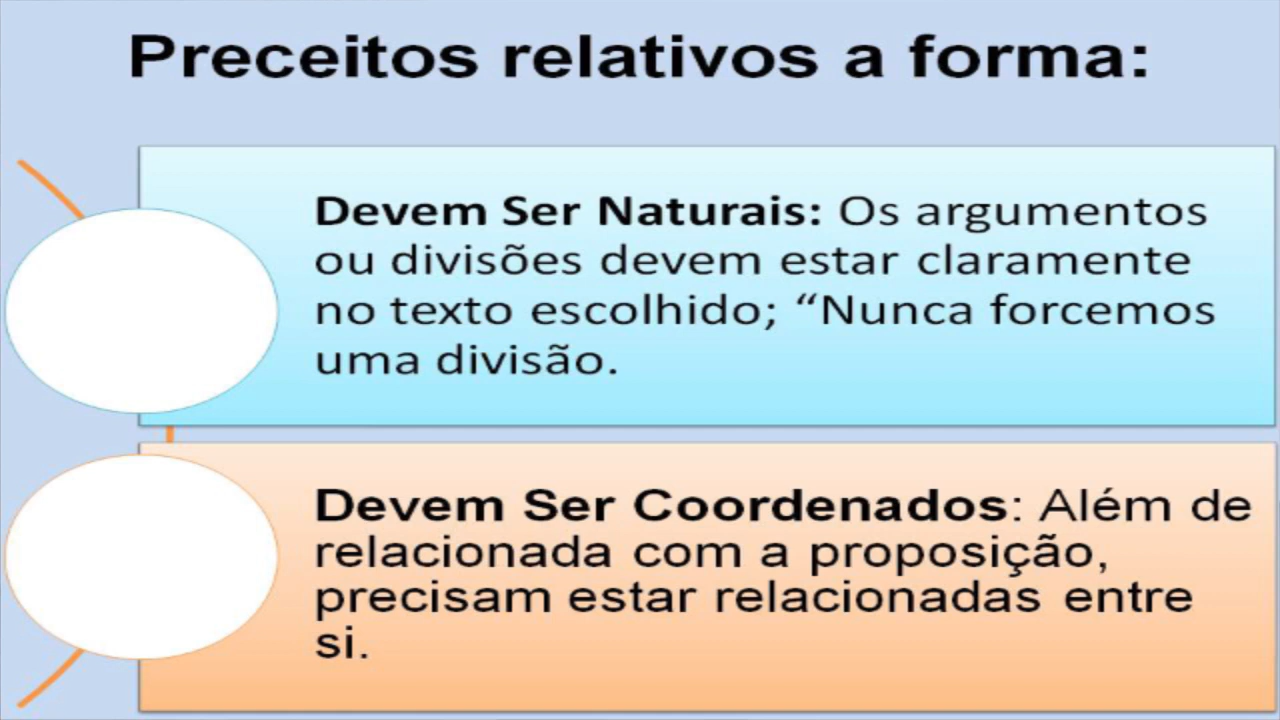 Preceitos relativos a forma:
Devem Ser Naturais: Os argumentos
ou divisões devem estar claramente
no texto escolhido; “Nunca forcemos
uma divisão.
Devem Ser Coordenados: Além de
relacionada com a proposição,
precisam estar relacionadas entre
si.